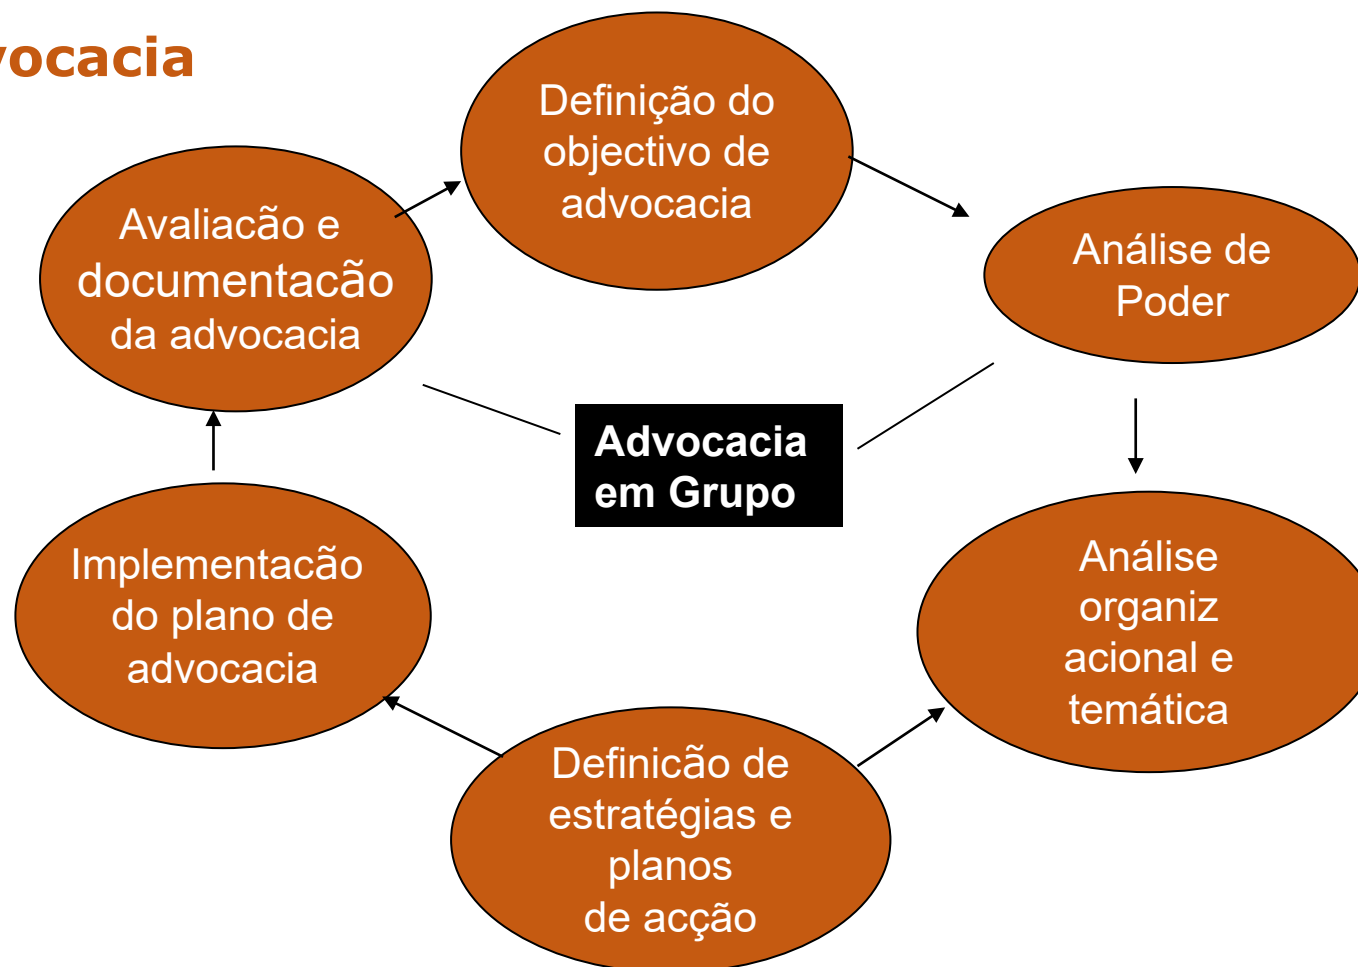 vocacia
Definição do
objectivo de
advocacia
Avaliacão e
documentacão
da advocacia
Análise de
Poder
Advocacia
em Grupo
Implementacão
do plano de
advocacia
Análise
organiz
acional e
temática
Definicão de
estratégias e
planos
de acção